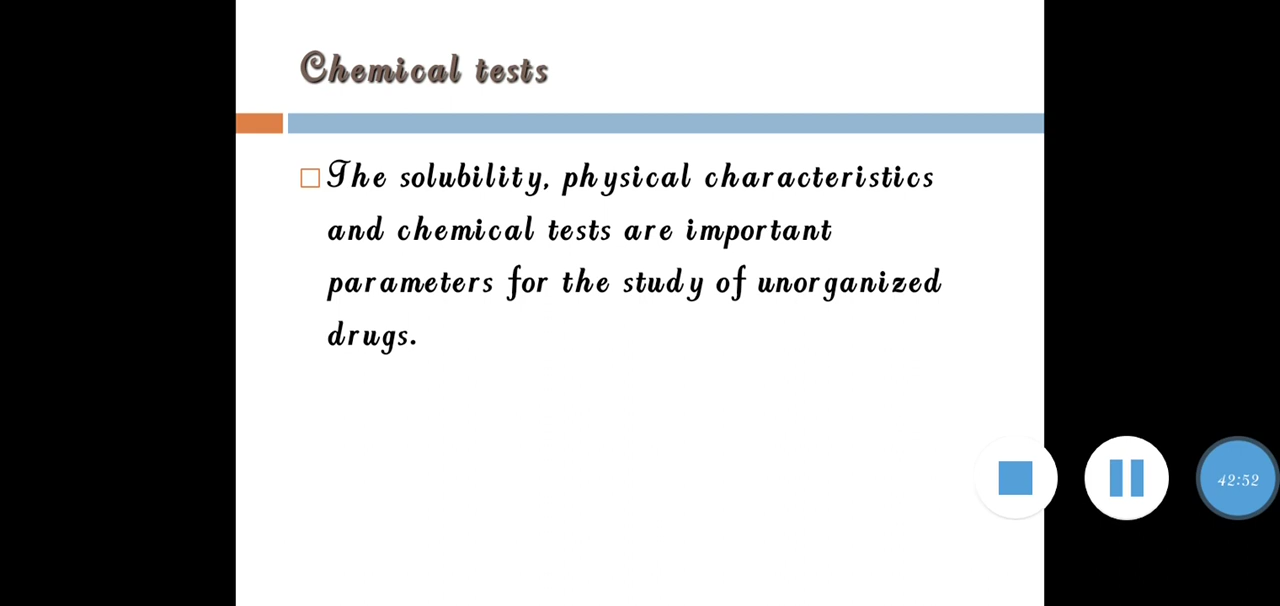 Chemical tests
The solubility, physical characteristics
and chemical tests are important
parameters for the study of unorganized
drugs.
42:52